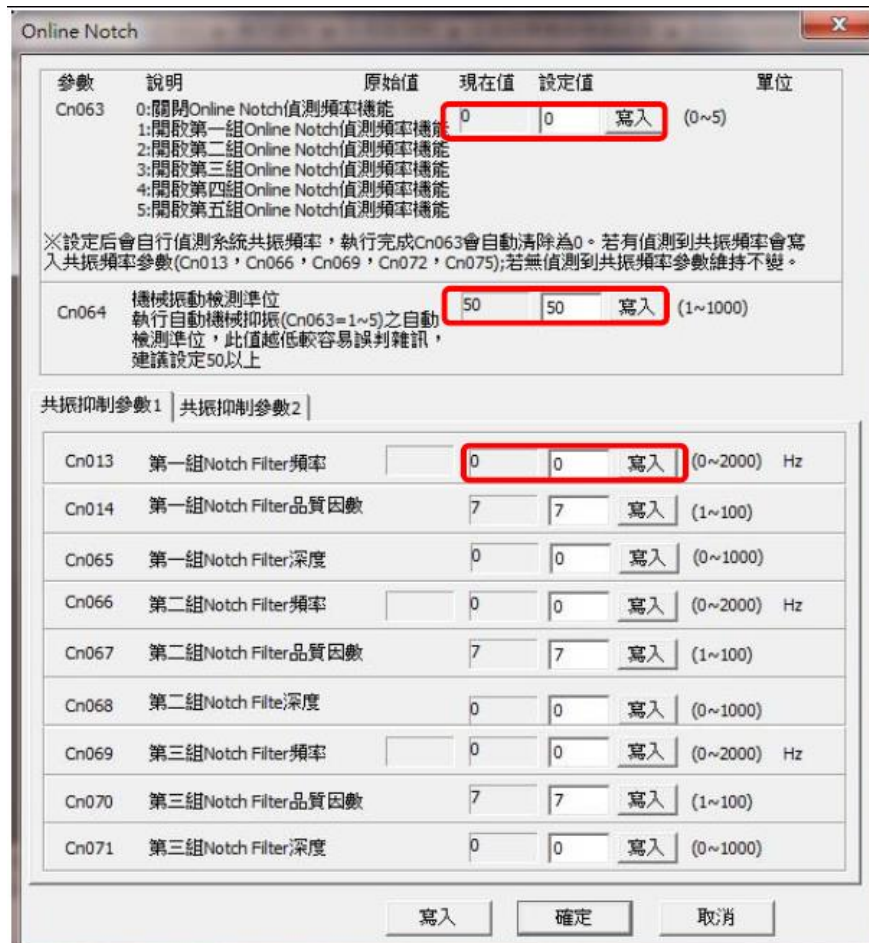 Online Notch
參數 說明 原始值 現在值 設定值 單位
Cn063 0:關閉Online Notch偵測頻率機能 0 0 寫入 (0~5)
1:開啟第一組Online Notch偵測頻率機能
2:開啟第二組Online Notch偵測頻率機能
3:開啟第三組Online Notch偵測頻率機能
4:開啟第四組Online Notch偵測頻率機能
5:開啟第五組Online Notch偵測頻率機能
※設定后會自行偵測系統共振頻率，執行完成Cn063會自動清除為0。若有偵測到共振頻率會寫
入共振頻率參數(Cn013，Cn066，Cn069，Cn072，Cn075);若無偵測到共振頻率參數維持不變。
Cn064 機械振動檢測準位 50 50 寫入 (1~1000)
執行自動機械抑振(Cn063=1~5)之自動
檢測準位，此值越低較容易誤判雜訊，
建議設定50以上
共振抑制參數1 共振抑制參數2
Cn013 第一組Notch Filter頻率 0 0 寫入 (0~2000) Hz
Cn014 第一組Notch Filter品質因數 7 7 寫入 (1~100)
Cn065 第一組Notch Filter深度 0 0 寫入 (0~1000)
Cn066 第二組Notch Filter頻率 0 0 寫入 (0~2000) Hz
Cn067 第二組Notch Filter品質因數 7 7 寫入 (1~100)
Cn068 第二組Notch Filte深度 0 0 寫入 (0~1000)
Cn069 第三組Notch Filter頻率 0 0 寫入 (0~2000) Hz
Cn070 第三組Notch Filter品質因數 7 7 寫入 (1~100)
Cn071 第三組Notch Filter深度 0 0 寫入 (0~1000)
寫入 確定 取消